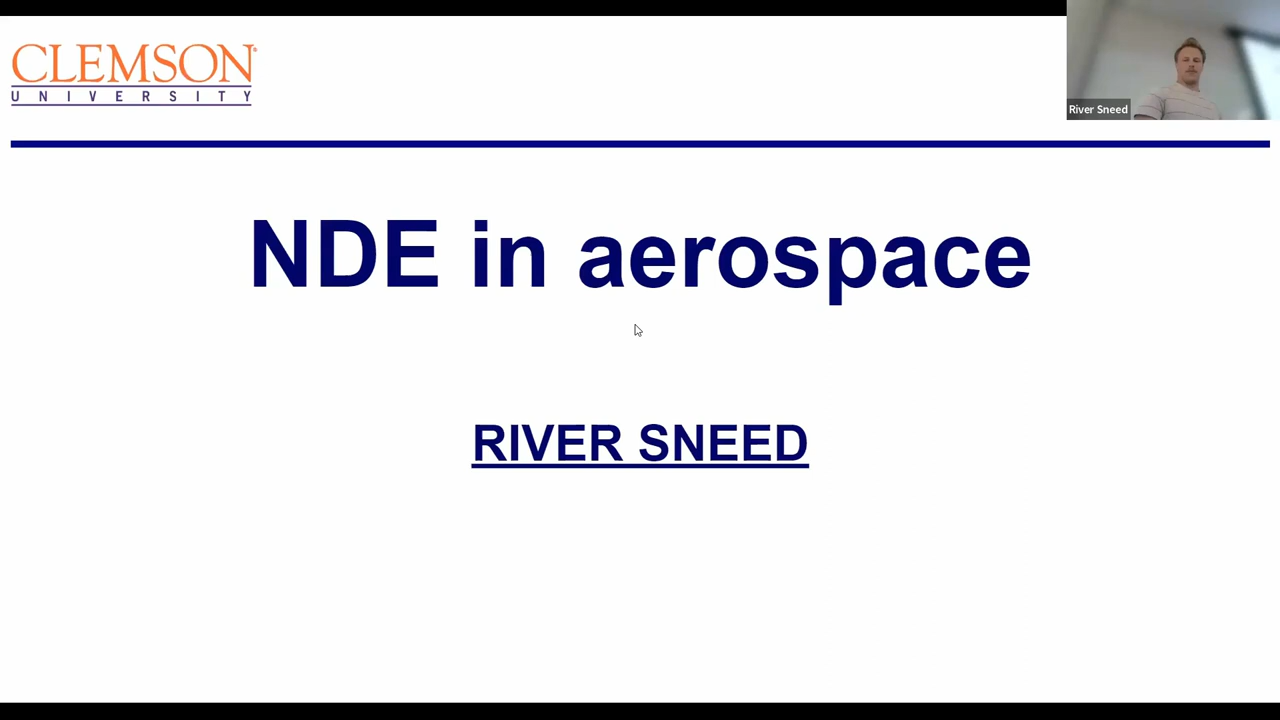 CLEMSON
UNIVERSITY
River Sneed
NDE in aerospace
RIVER SNEED